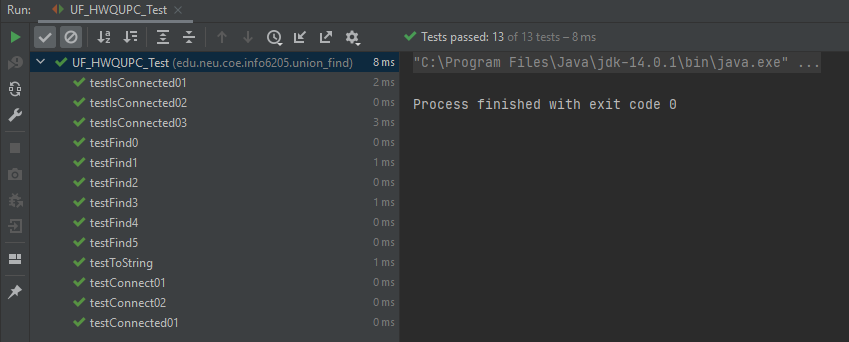 Run: UF_HWQUPC_Test ×
Tests passed: 13 of 13 tests – 8 ms
UF_HWQUPC_Test (edu.neu.coe.info6205.union_find) 8 ms
testIsConnected01 2 ms
testIsConnected02 0 ms
testIsConnected03 3 ms
testFind0 0 ms
testFind1 1 ms
testFind2 0 ms
testFind3 1 ms
testFind4 0 ms
testFind5 0 ms
testToString 1 ms
testConnect01 0 ms
testConnect02 0 ms
testConnected01 0 ms
"C:\Program Files\Java\jdk-14.0.1\bin\java.exe" ...
Process finished with exit code 0